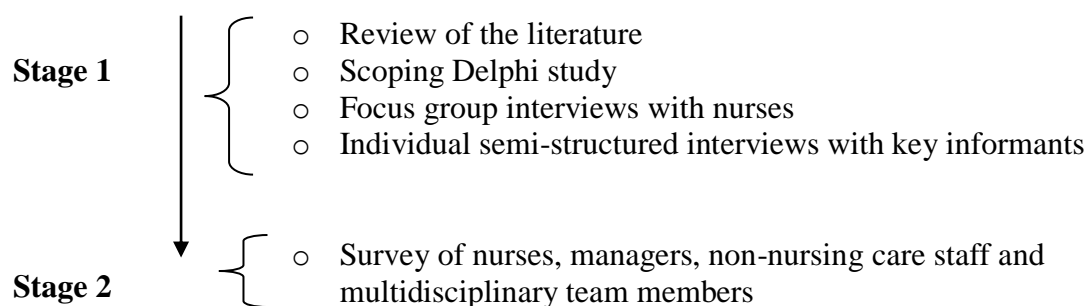 Stage 1
○ Review of the literature
○ Scoping Delphi study
○ Focus group interviews with nurses
○ Individual semi-structured interviews with key informants
Stage 2
○ Survey of nurses, managers, non-nursing care staff and
multidisciplinary team members